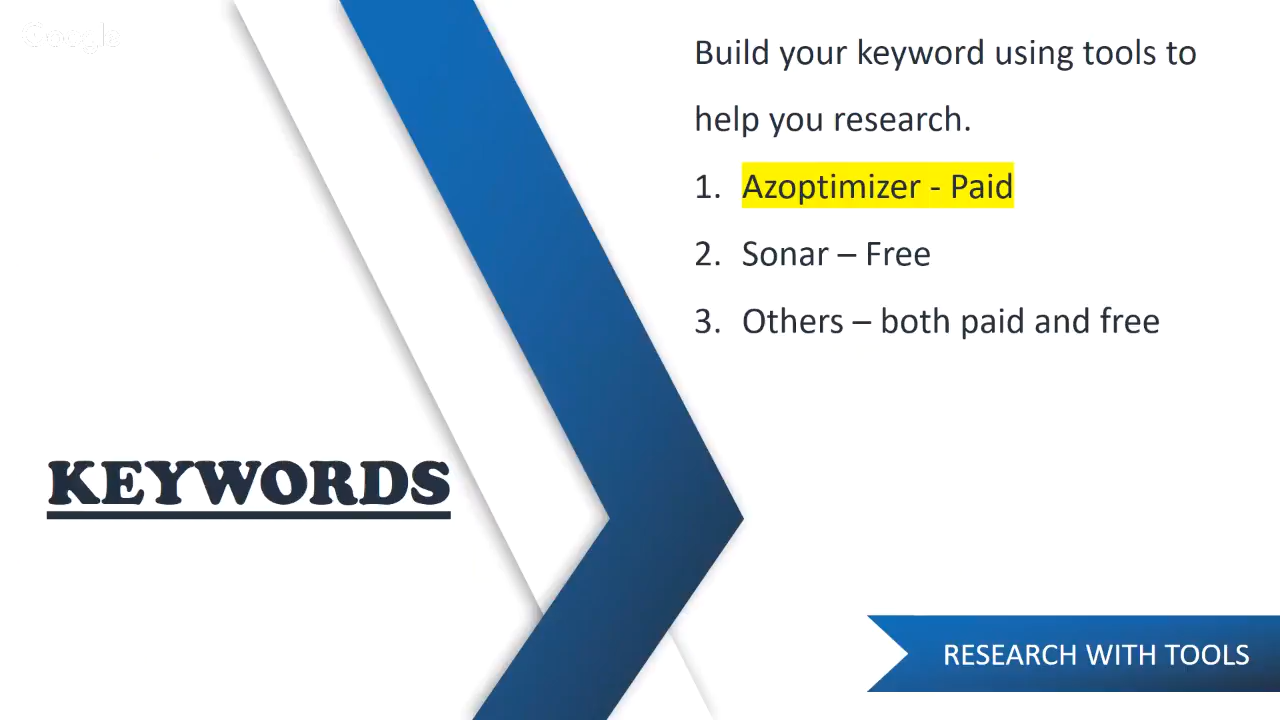 Google
Build your keyword using tools to
help you research.
1. Azoptimizer - Paid
2. Sonar – Free
3. Others – both paid and free
KEYWORDS
RESEARCH WITH TOOLS